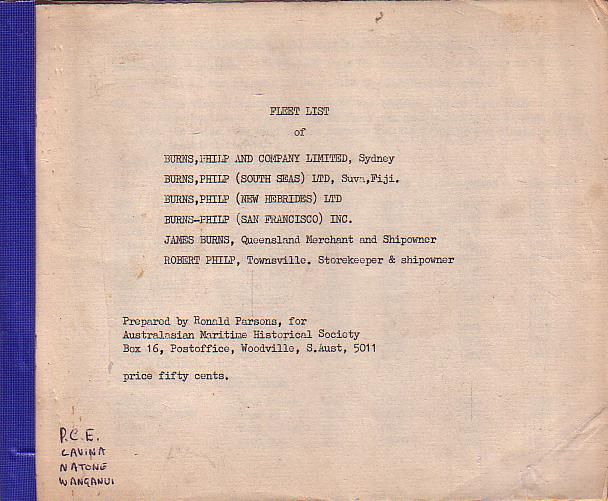 FLEET LIST
of
BURNS,PHILP AND COMPANY LIMITED, Sydney
BURNS,PHILP (SOUTH SEAS) LTD, Suva,Fiji.
BURNS,PHILP (NEW HEBRIDES) LTD
BURNS-PHILP (SAN FRANCISCO) INC.
JAMES BURNS, Queensland Merchant and Shipowner
ROBERT PHILP, Townsville. Storekeeper & shipowner
Prepared by Ronald Parsons, for
Australasian Maritime Historical Society
Box 16, Postoffice, Woodville, S.Aust, 5011
price fifty cents.
P.C.E.
CAVINA
NATONE
WANGANUI